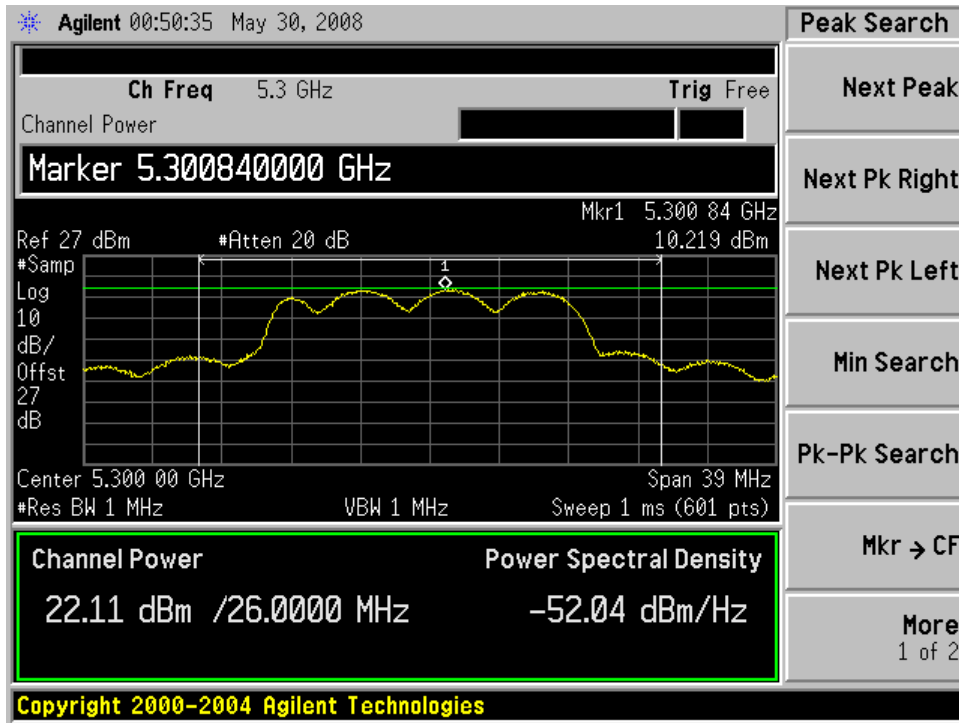 Agilent 00:50:35 May 30, 2008
Peak Search
Ch Freq 5.3 GHz
Trig Free
Channel Power
Marker 5.300840000 GHz
Mkr1 5.300 84 GHz
Ref 27 dBm
#Atten 20 dB
10.219 dBm
#Samp
Log
10
dB/
Offst
27
dB
1
Center 5.300 00 GHz
Span 39 MHz
#Res BW 1 MHz
VBW 1 MHz
Sweep 1 ms (601 pts)
Channel Power
Power Spectral Density
22.11 dBm /26.0000 MHz
-52.04 dBm/Hz
Copyright 2000-2004 Agilent Technologies
Next Peak
Next Pk Right
Next Pk Left
Min Search
Pk-Pk Search
Mkr → CF
More
1 of 2